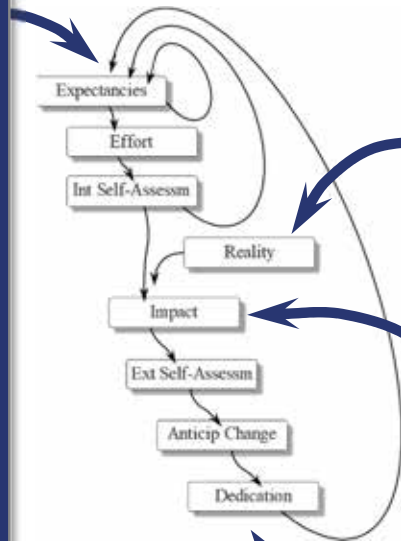 Expectancies
Effort
Int Self-Assessm
Reality
Impact
Ext Self-Assessm
Anticip Change
Dedication